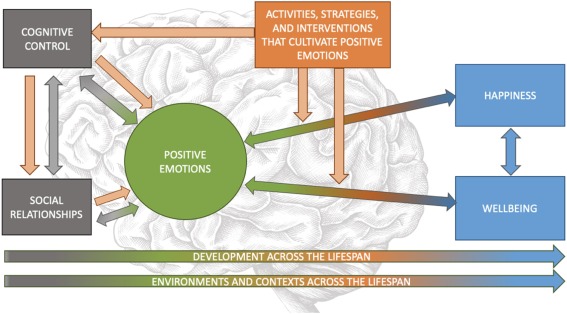 COGNITIVE
CONTROL
ACTIVITIES, STRATEGIES,
AND INTERVENTIONS
THAT CULTIVATE POSITIVE
EMOTIONS
HAPPINESS
POSITIVE
EMOTIONS
SOCIAL
RELATIONSHIPS
WELLBEING
DEVELOPMENT ACROSS THE LIFESPAN
ENVIRONMENTS AND CONTEXTS ACROSS THE LIFESPAN